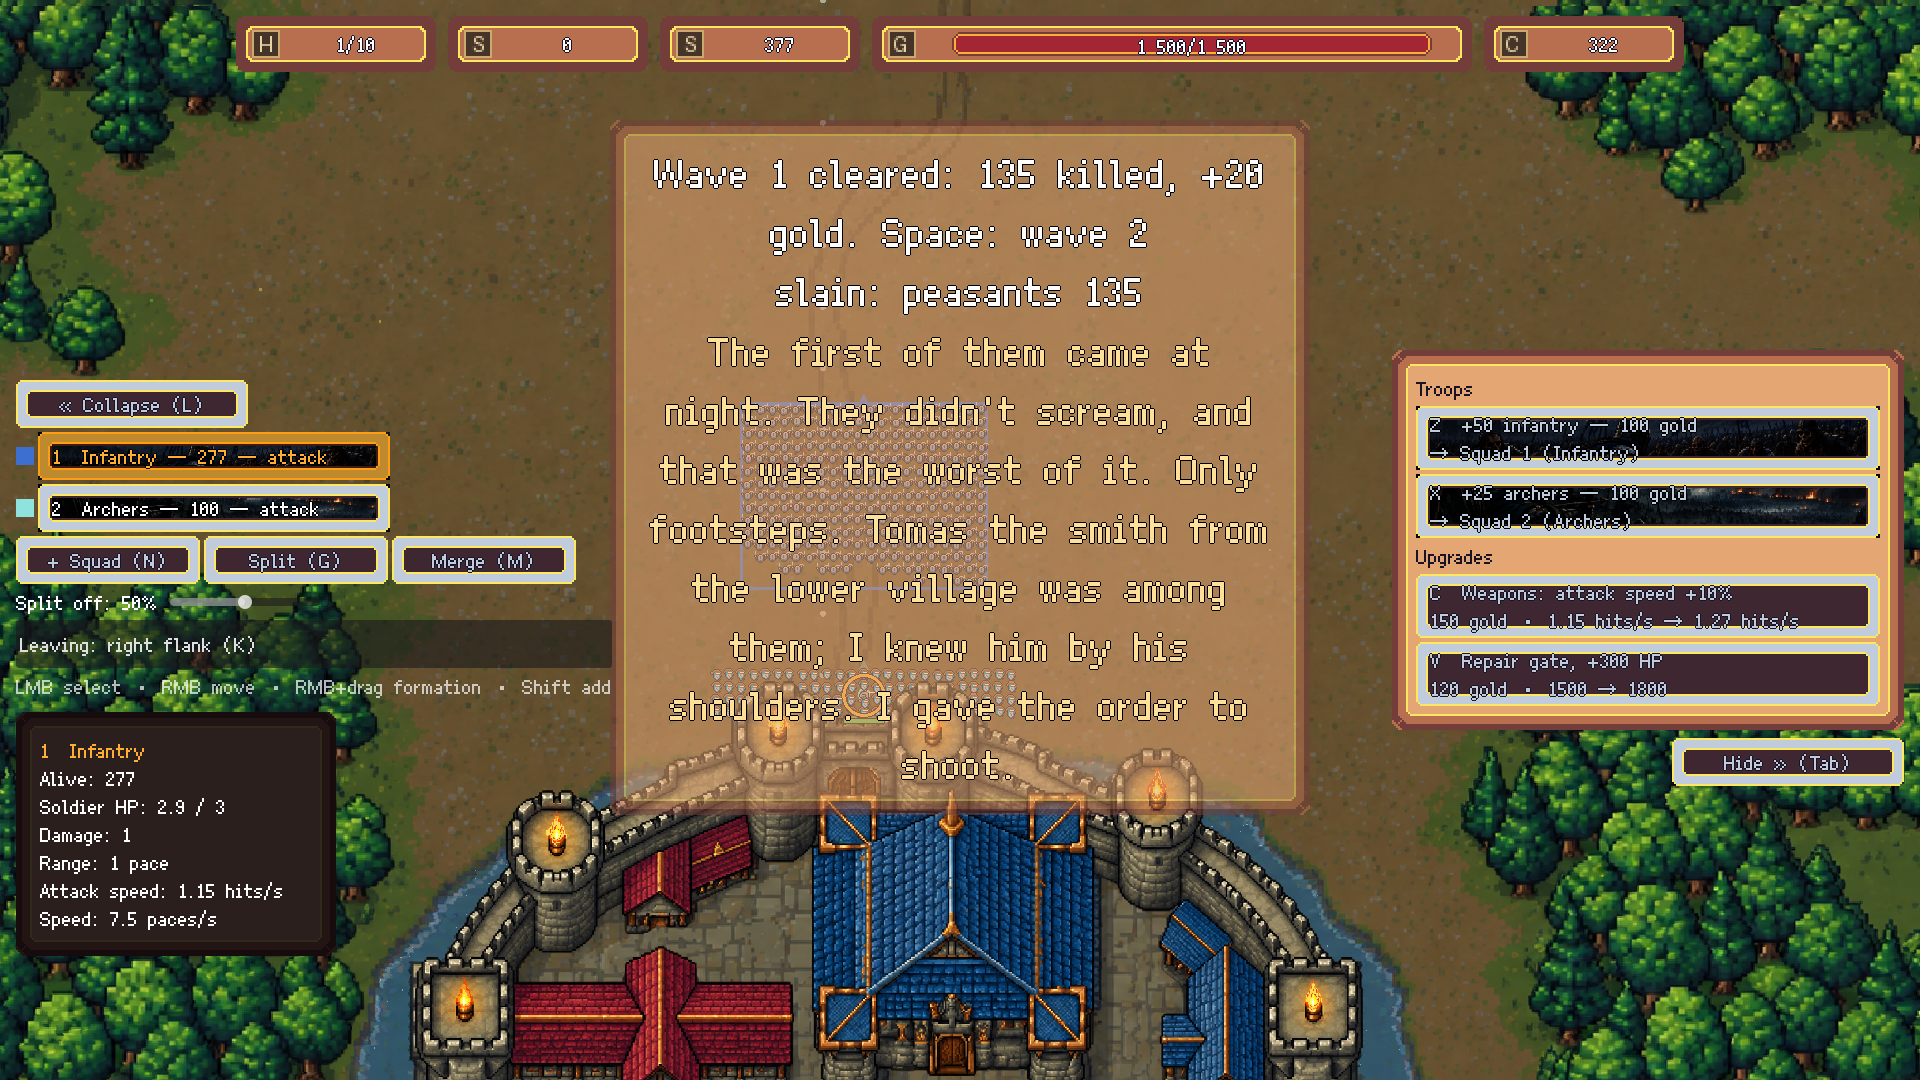 H 1/10
S 0
S 377
G 1 500/1 500
C 322
Wave 1 cleared: 135 killed, +20
gold. Space: wave 2
slain: peasants 135
The first of them came at
night. They didn't scream, and
that was the worst of it. Only
footsteps. Tomas the smith from
the lower village was among
them; I knew him by his
shoulders. I gave the order to
shoot.
« Collapse (L)
1 Infantry — 277 — attack
2 Archers — 100 — attack
+ Squad (N)
Split (G)
Merge (M)
Split off: 50%
Leaving: right flank (K)
LMB select · RMB move · RMB+drag formation · Shift add
1 Infantry
Alive: 277
Soldier HP: 2.9 / 3
Damage: 1
Range: 1 pace
Attack speed: 1.15 hits/s
Speed: 7.5 paces/s
Troops
Z +50 infantry — 100 gold
→ Squad 1 (Infantry)
X +25 archers — 100 gold
→ Squad 2 (Archers)
Upgrades
C Weapons: attack speed +10%
150 gold · 1.15 hits/s → 1.27 hits/s
V Repair gate, +300 HP
120 gold · 1500 → 1800
Hide » (Tab)